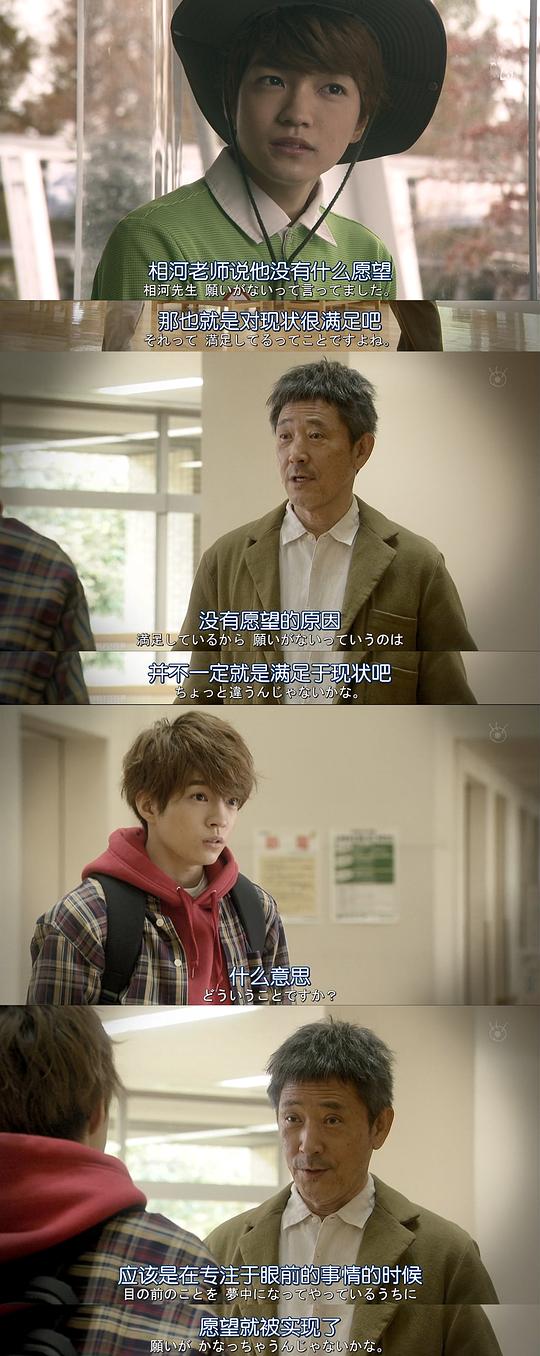 相河老师说他没有什么愿望
相河先生 願いがないって言ってました。
那也就是对现状很满足吧
それって 満足してるってことですよね。
没有愿望的原因
満足しているから 願いがないっていうのは
并不一定就是满足于现状吧
ちょっと違うんじゃないかな。
什么意思
どういうことですか？
应该是在专注于眼前的事情的时候
目の前のことを 夢中になってやっているうちに
愿望就被实现了
願いが かなっちゃうんじゃないかな。